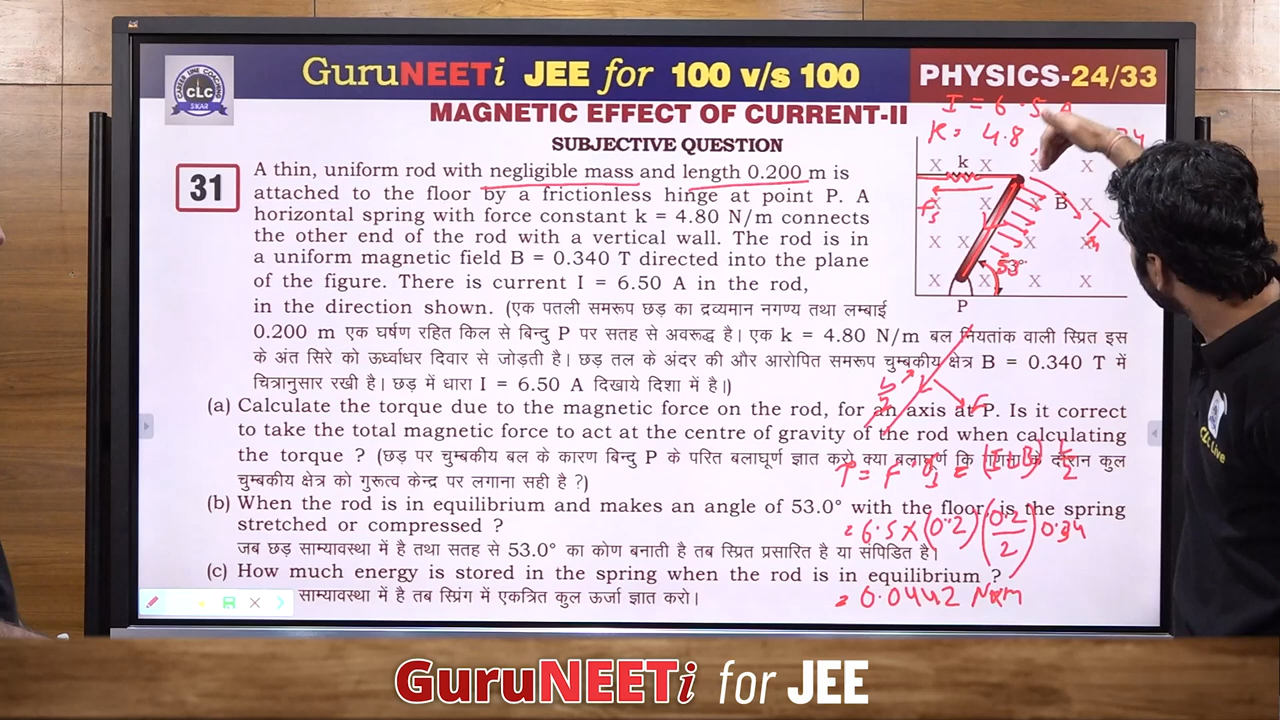 GuruNEETi JEE for 100 v/s 100
PHYSICS-24/33
CAREER LINE COACHING
CLC
SIKAR
MAGNETIC EFFECT OF CURRENT-II
SUBJECTIVE QUESTION
31
A thin, uniform rod with negligible mass and length 0.200 m is
attached to the floor by a frictionless hinge at point P. A
horizontal spring with force constant k = 4.80 N/m connects
the other end of the rod with a vertical wall. The rod is in
a uniform magnetic field B = 0.340 T directed into the plane
of the figure. There is current I = 6.50 A in the rod,
in the direction shown. (एक पतली समरूप छड़ का द्रव्यमान नगण्य तथा लम्बाई
0.200 m एक घर्षण रहित किल से बिन्दु P पर सतह से अवरूद्ध है। एक k = 4.80 N/m बल नियतांक वाली स्प्रित इस
के अंत सिरे को ऊर्ध्वाधर दिवार से जोड़ती है। छड़ तल के अंदर की और आरोपित समरूप चुम्बकीय क्षेत्र B = 0.340 T में
चित्रानुसार रखी है। छड़ में धारा I = 6.50 A दिखाये दिशा में है।)
(a) Calculate the torque due to the magnetic force on the rod, for an axis at P. Is it correct
to take the total magnetic force to act at the centre of gravity of the rod when calculating
the torque ? (छड़ पर चुम्बकीय बल के कारण बिन्दु P के परित बलाघूर्ण ज्ञात करो क्या बलाघूर्ण कि गणना के दौरान कुल
चुम्बकीय क्षेत्र को गुरूत्व केन्द्र पर लगाना सही है ?)
(b) When the rod is in equilibrium and makes an angle of 53.0° with the floor, is the spring
stretched or compressed ?
जब छड़ साम्यावस्था में है तथा सतह से 53.0° का कोण बनाती है तब स्प्रित प्रसारित है या संपिडित है।
(c) How much energy is stored in the spring when the rod is in equilibrium ?
साम्यावस्था में है तब स्प्रिंग में एकत्रित कुल ऊर्जा ज्ञात करो।
I = 6.5 A
K = 4.8
X k X X X
X X B X
X X X X
X X X X
53°
P
L/2
F
= 6.5 × (0.2) (0.2/2) 0.34
= 0.0442 N×m
CLC Live
GuruNEETi for JEE